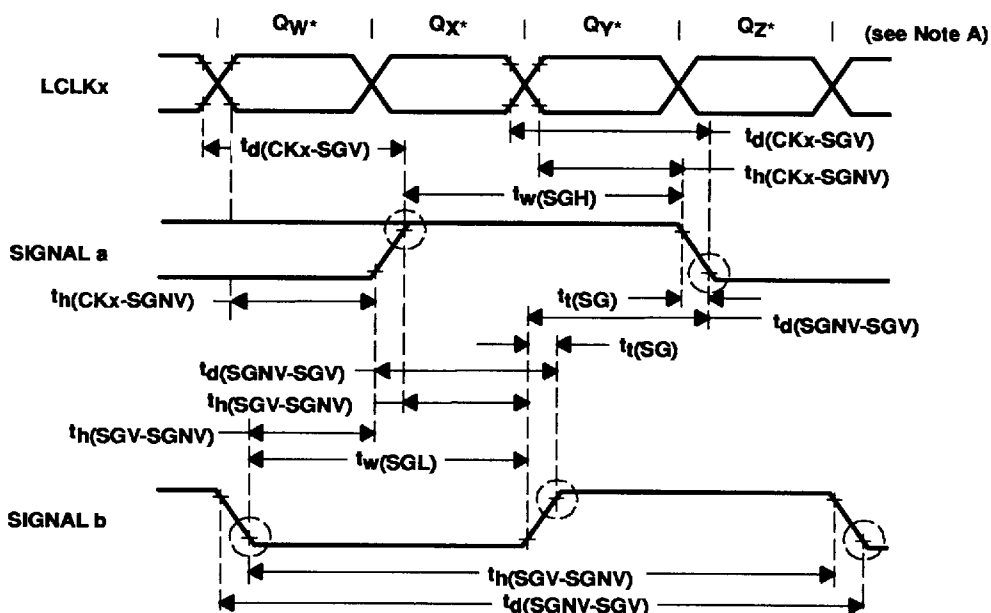 QW* QX* QY* QZ* (see Note A)
LCLKx
td(CKx-SGV) td(CKx-SGV)
th(CKx-SGNV)
tw(SGH)
SIGNAL a
th(CKx-SGNV) tt(SG)
td(SGNV-SGV)
tt(SG)
td(SGNV-SGV)
th(SGV-SGNV)
th(SGV-SGNV)
tw(SGL)
SIGNAL b
th(SGV-SGNV)
td(SGNV-SGV)